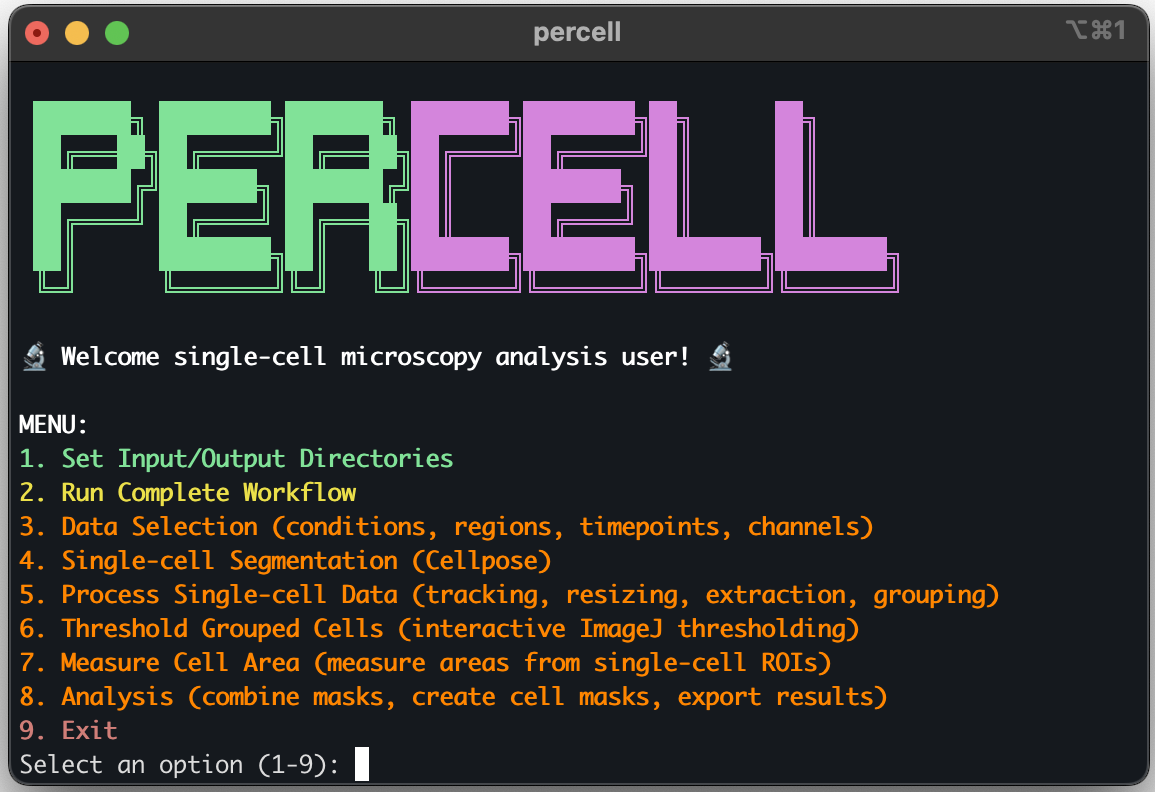 percell
⌥⌘1
PERCELL
🔬 Welcome single-cell microscopy analysis user! 🔬
MENU:
1. Set Input/Output Directories
2. Run Complete Workflow
3. Data Selection (conditions, regions, timepoints, channels)
4. Single-cell Segmentation (Cellpose)
5. Process Single-cell Data (tracking, resizing, extraction, grouping)
6. Threshold Grouped Cells (interactive ImageJ thresholding)
7. Measure Cell Area (measure areas from single-cell ROIs)
8. Analysis (combine masks, create cell masks, export results)
9. Exit
Select an option (1-9):